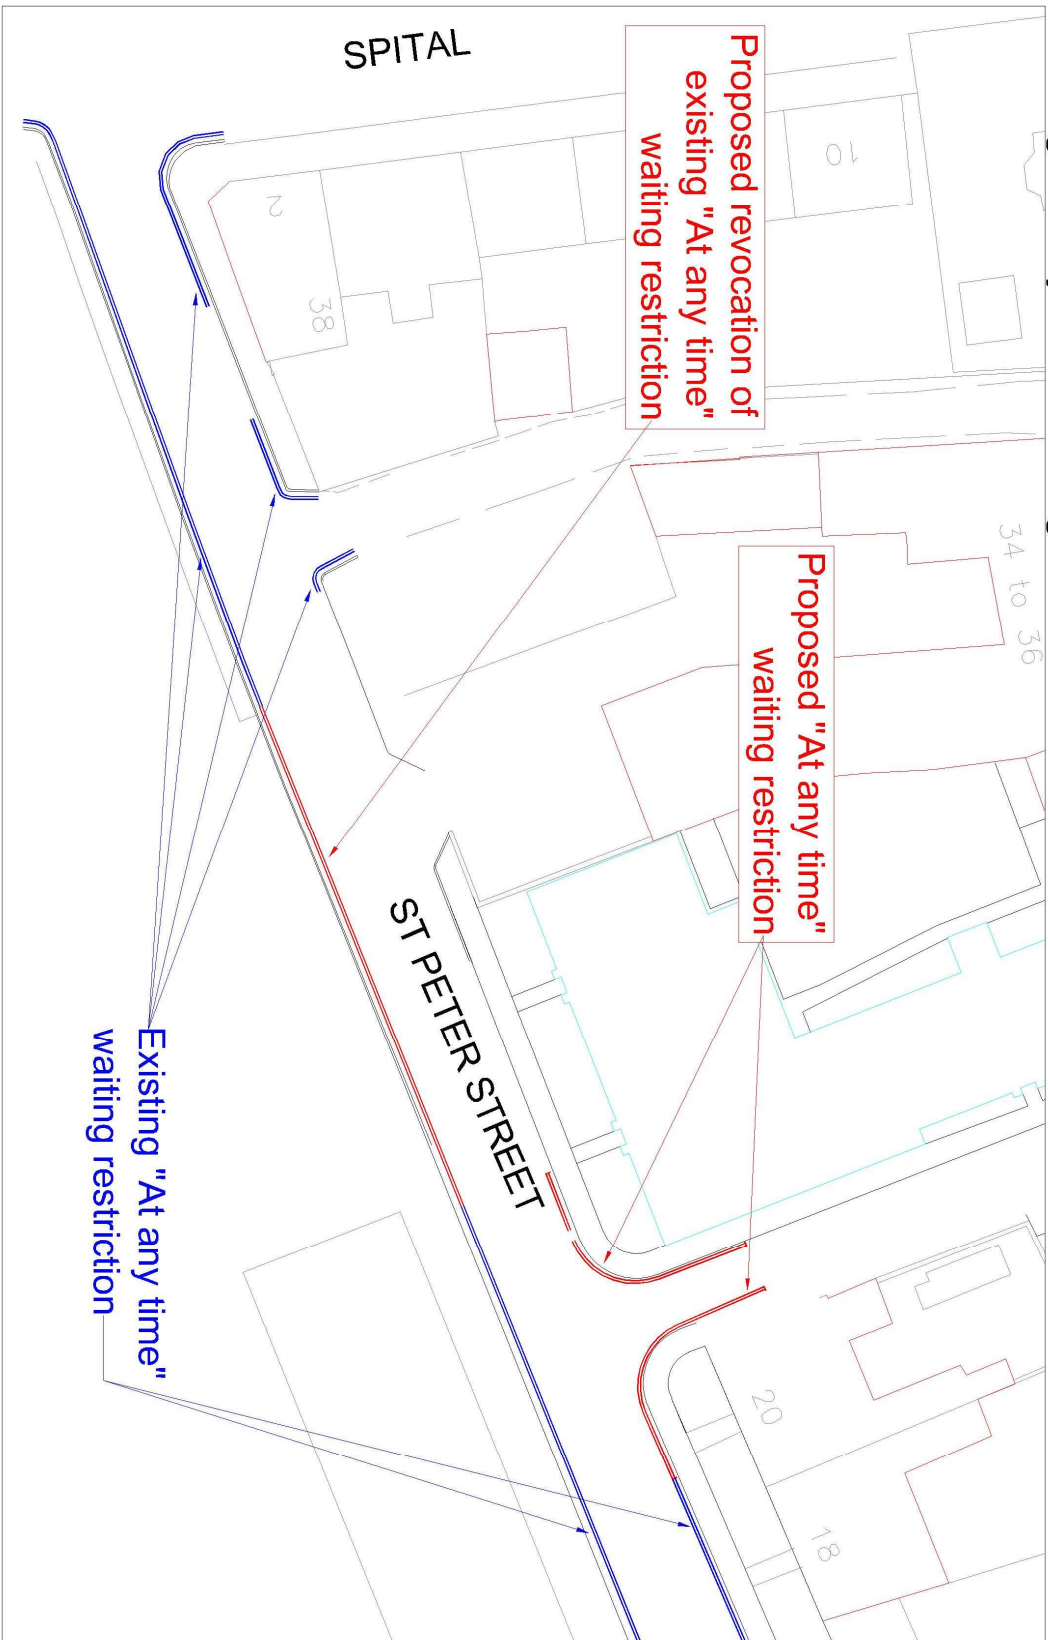 SPITAL
Proposed revocation of
existing "At any time"
waiting restriction
10
2
38
34 to 36
Proposed "At any time"
waiting restriction
ST PETER STREET
Existing "At any time"
waiting restriction
20
18